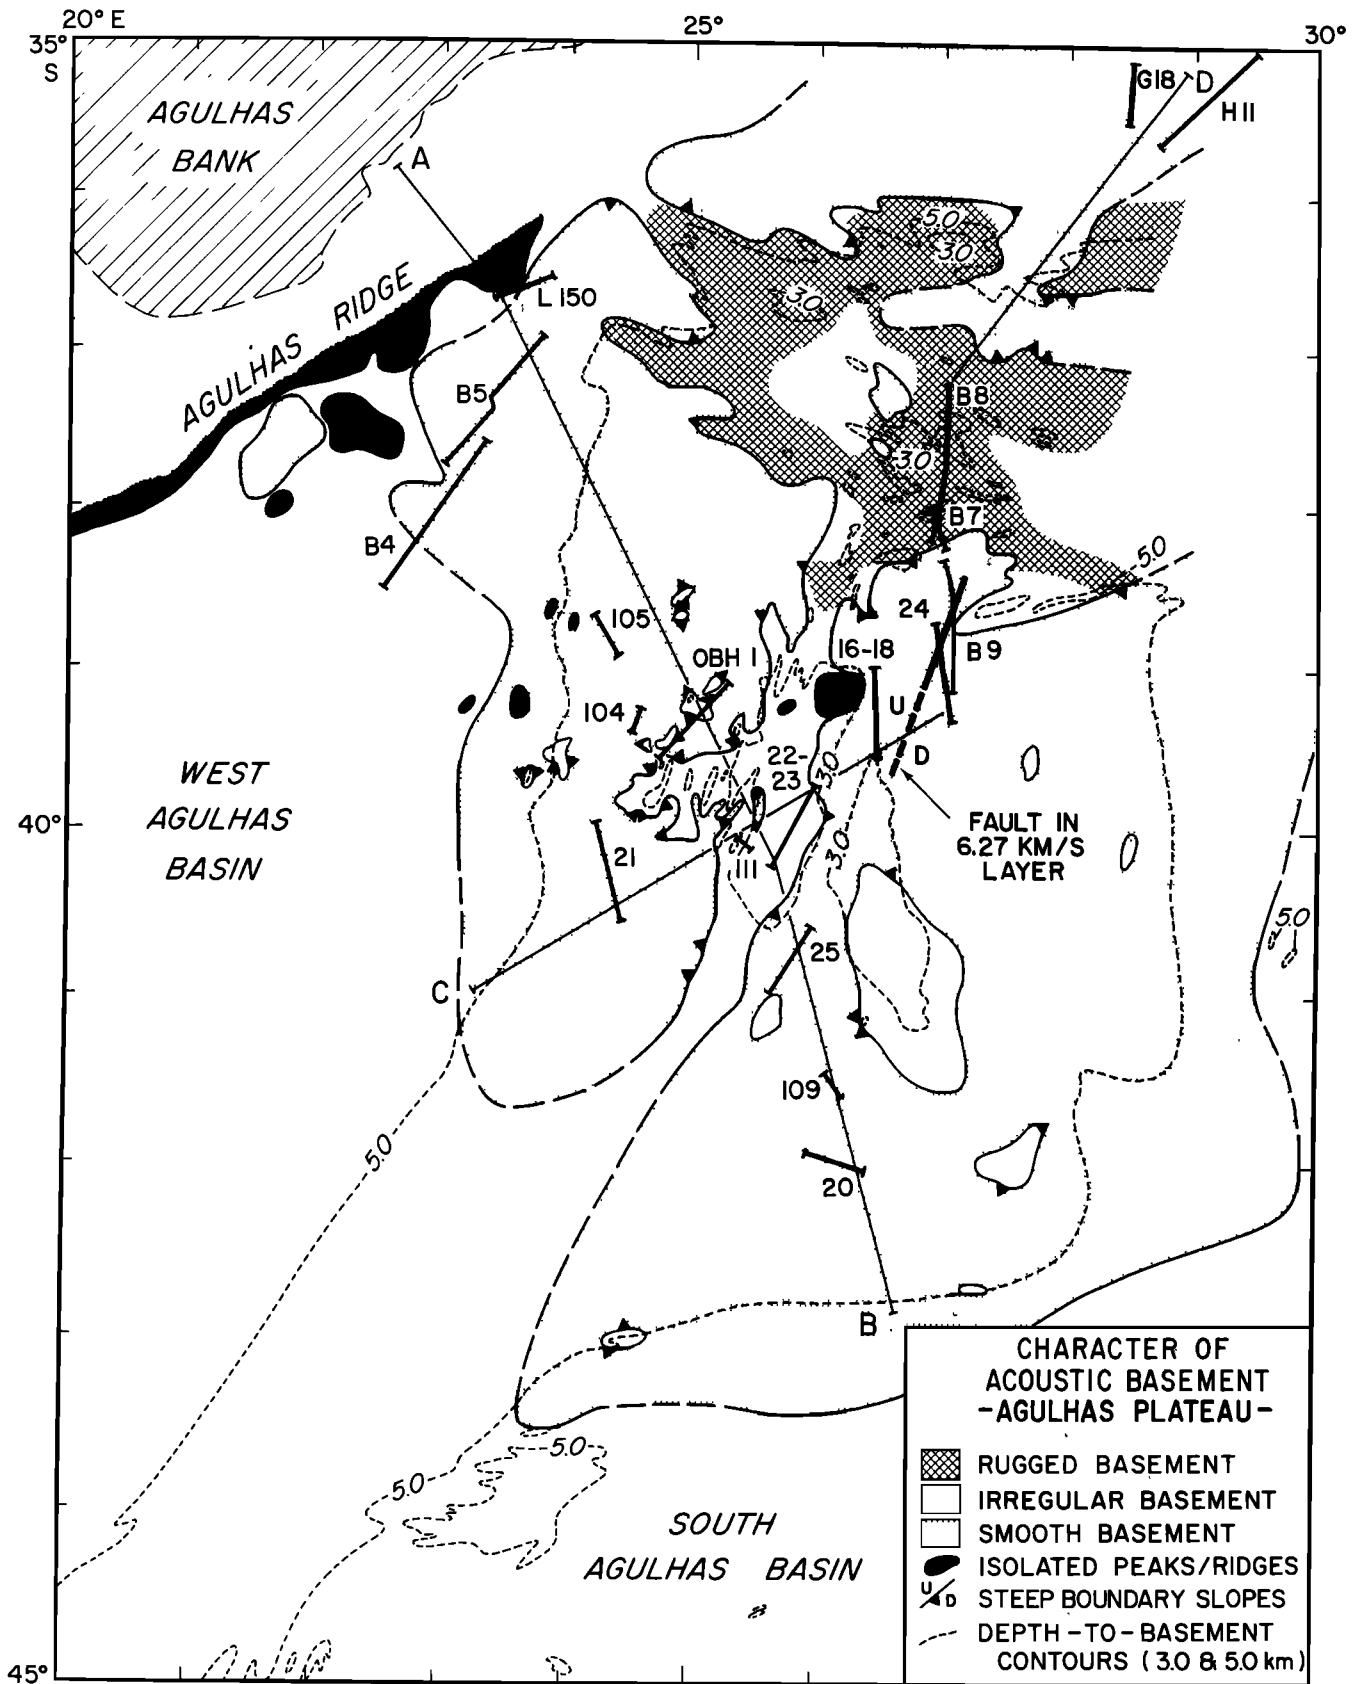 20° E
25°
30°
35°
S
AGULHAS
BANK
A
G18
D
H11
AGULHAS RIDGE
L 150
5.0
3.0
3.0
B5
B8
3.0
B4
B7
5.0
105
24
16-18
B9
OBH 1
104
U
D
22-
23
3.0
WEST
AGULHAS
BASIN
40°
21
111
3.0
FAULT IN
6.27 KM/S
LAYER
5.0
25
C
109
5.0
20
B
5.0
5.0
SOUTH
AGULHAS BASIN
45°
CHARACTER OF
ACOUSTIC BASEMENT
-AGULHAS PLATEAU-
RUGGED BASEMENT
IRREGULAR BASEMENT
SMOOTH BASEMENT
ISOLATED PEAKS/RIDGES
U D STEEP BOUNDARY SLOPES
DEPTH-TO-BASEMENT
CONTOURS (3.0 & 5.0 km)